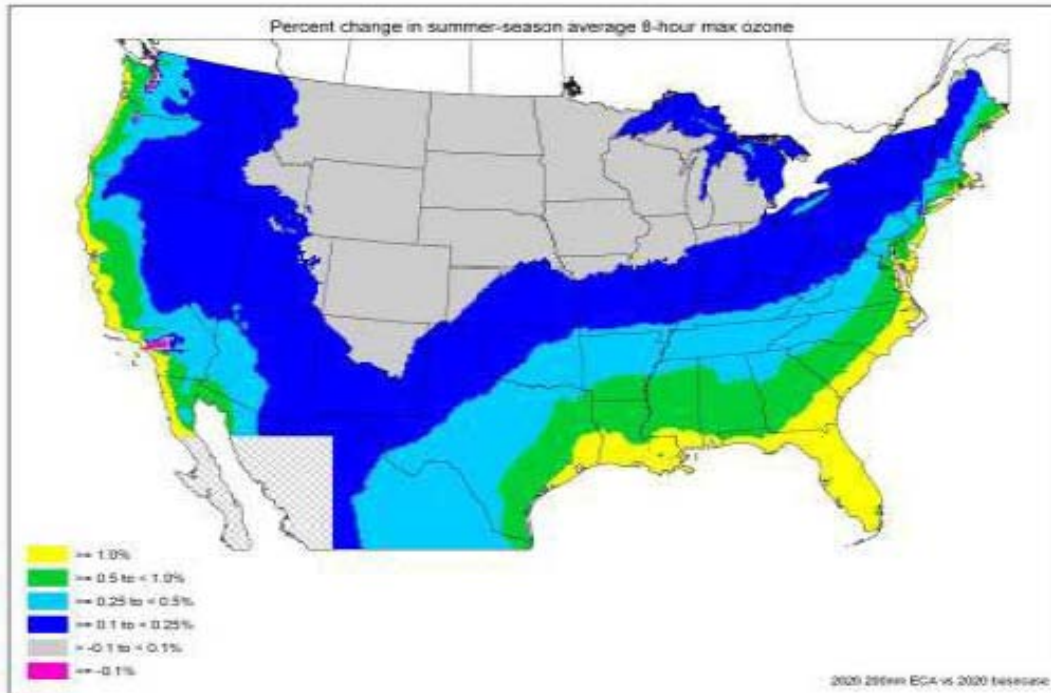 Percent change in summer-season average 8-hour max ozone
>= 1.0%
>= 0.5 to < 1.0%
>= 0.25 to < 0.5%
>= 0.1 to < 0.25%
> -0.1 to < 0.1%
<= -0.1%
2020 200nm ECA vs 2020 basecase